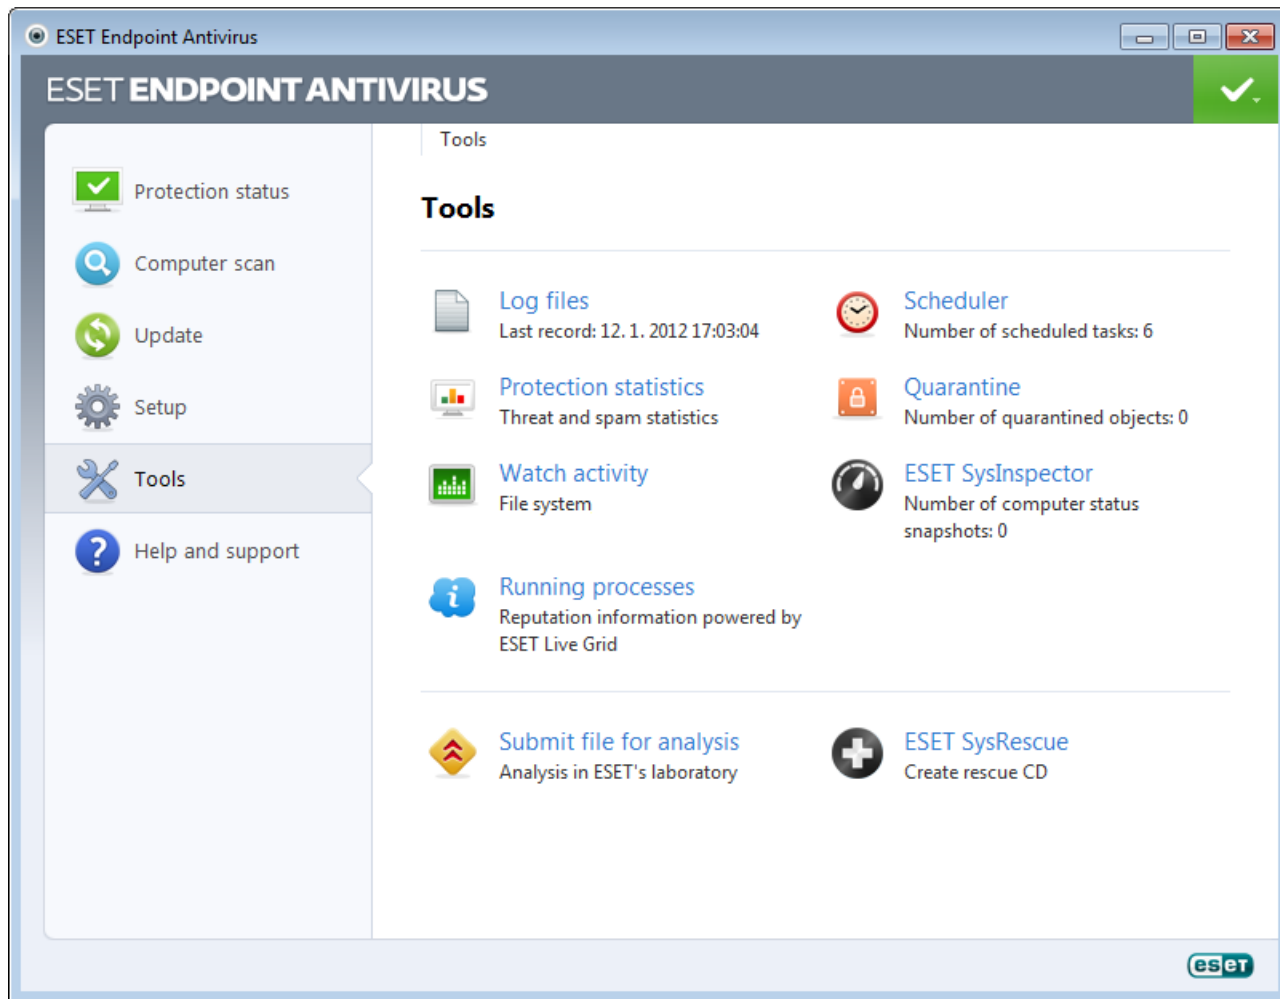 ESET Endpoint Antivirus
ESET ENDPOINT ANTIVIRUS
Protection status
Computer scan
Update
Setup
Tools
Help and support
Tools
Tools
Log files
Last record: 12. 1. 2012 17:03:04
Scheduler
Number of scheduled tasks: 6
Protection statistics
Threat and spam statistics
Quarantine
Number of quarantined objects: 0
Watch activity
File system
ESET SysInspector
Number of computer status
snapshots: 0
Running processes
Reputation information powered by
ESET Live Grid
Submit file for analysis
Analysis in ESET's laboratory
ESET SysRescue
Create rescue CD
eset